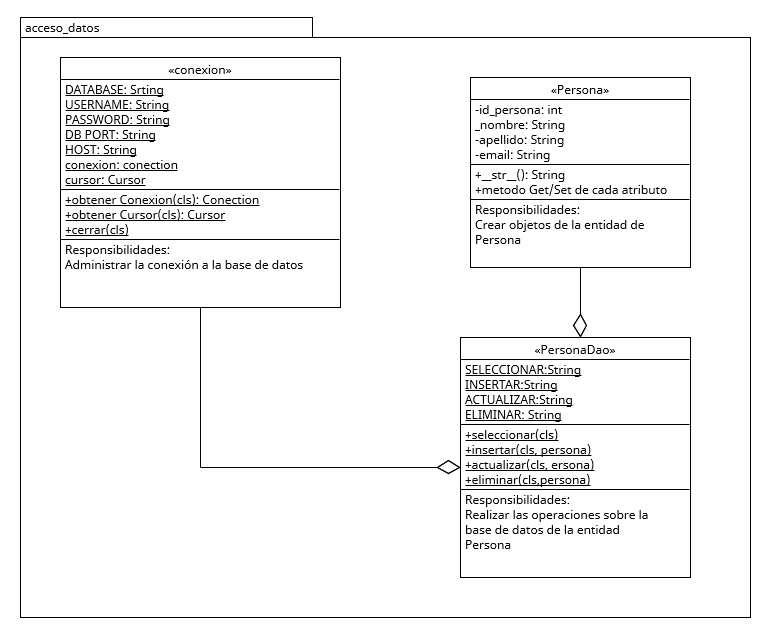 acceso_datos
«conexion»
DATABASE: Srting
USERNAME: String
PASSWORD: String
DB PORT: String
HOST: String
conexion: conection
cursor: Cursor
+obtener Conexion(cls): Conection
+obtener Cursor(cls): Cursor
+cerrar(cls)
Responsibilidades:
Administrar la conexión a la base de datos
«Persona»
-id_persona: int
_nombre: String
-apellido: String
-email: String
+__str__(): String
+metodo Get/Set de cada atributo
Responsibilidades:
Crear objetos de la entidad de
Persona
«PersonaDao»
SELECCIONAR:String
INSERTAR:String
ACTUALIZAR:String
ELIMINAR: String
+seleccionar(cls)
+insertar(cls, persona)
+actualizar(cls, ersona)
+eliminar(cls,persona)
Responsibilidades:
Realizar las operaciones sobre la
base de datos de la entidad
Persona